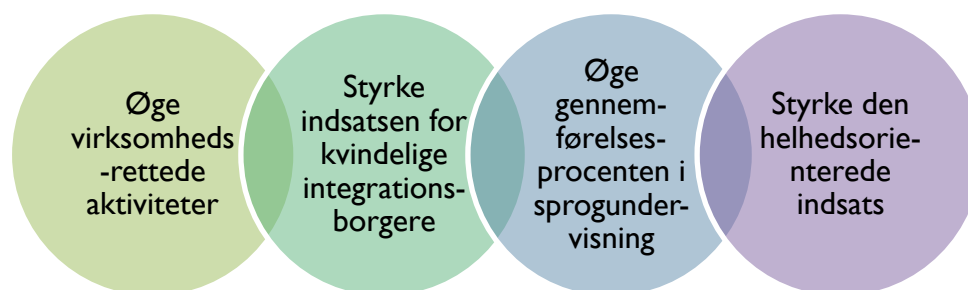 Øge
virksomheds
-rettede
aktiviteter
Styrke
indsatsen for
kvindelige
integrations-
borgere
Øge
gennem-
førelses-
procenten i
sprogunder-
visning
Styrke den
helhedsorie-
nterede
indsats